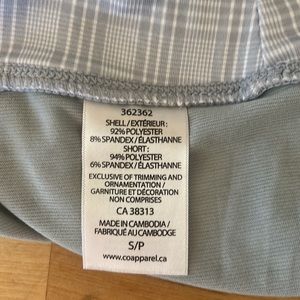 362362
SHELL/EXTÉRIEUR:
92% POLYESTER
8% SPANDEX / ÉLASTHANNE
SHORT :
94% POLYESTER
6% SPANDEX / ÉLASTHANNE
EXCLUSIVE OF TRIMMING AND
ORNAMENTATION /
GARNITURE ET DÉCORATION
NON COMPRISES
CA 38313
MADE IN CAMBODIA /
FABRIQUÉ AU CAMBODGE
S/P
www.coapparel.ca